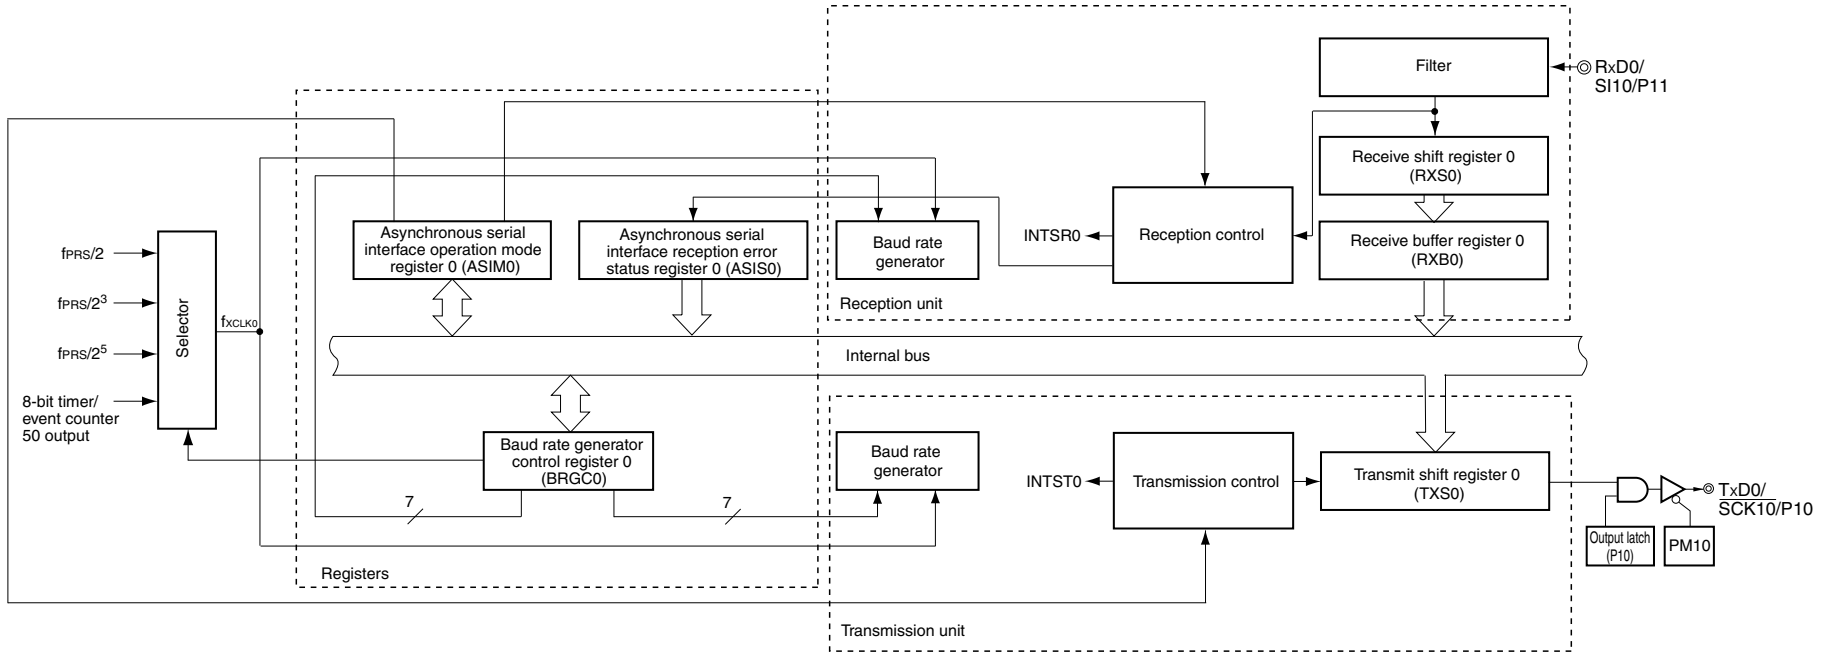 Filter
RxD0/
SI10/P11
Receive shift register 0
(RXS0)
Asynchronous serial
interface operation mode
register 0 (ASIM0)
Asynchronous serial
interface reception error
status register 0 (ASIS0)
Baud rate
generator
INTSR0
Reception control
Receive buffer register 0
(RXB0)
Reception unit
fPRS/2
fPRS/2³
fPRS/2⁵
8-bit timer/
event counter
50 output
Selector
fXCLK0
Internal bus
Baud rate generator
control register 0
(BRGC0)
7
7
Registers
Baud rate
generator
INTST0
Transmission control
Transmit shift register 0
(TXS0)
TxD0/
SCK10/P10
Output latch
(P10)
PM10
Transmission unit